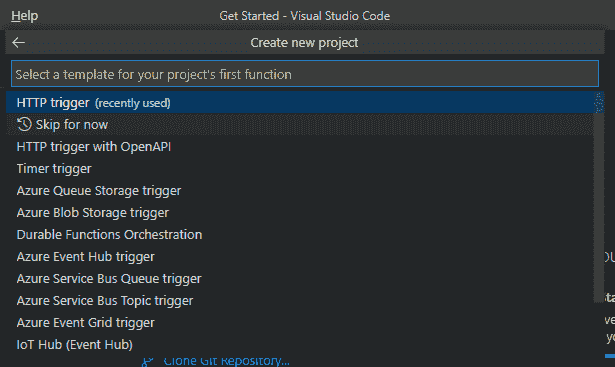 Help
Get Started - Visual Studio Code
Create new project
Select a template for your project's first function
HTTP trigger (recently used)
Skip for now
HTTP trigger with OpenAPI
Timer trigger
Azure Queue Storage trigger
Azure Blob Storage trigger
Durable Functions Orchestration
Azure Event Hub trigger
Azure Service Bus Queue trigger
Azure Service Bus Topic trigger
Azure Event Grid trigger
IoT Hub (Event Hub)
Clone Git Repository...